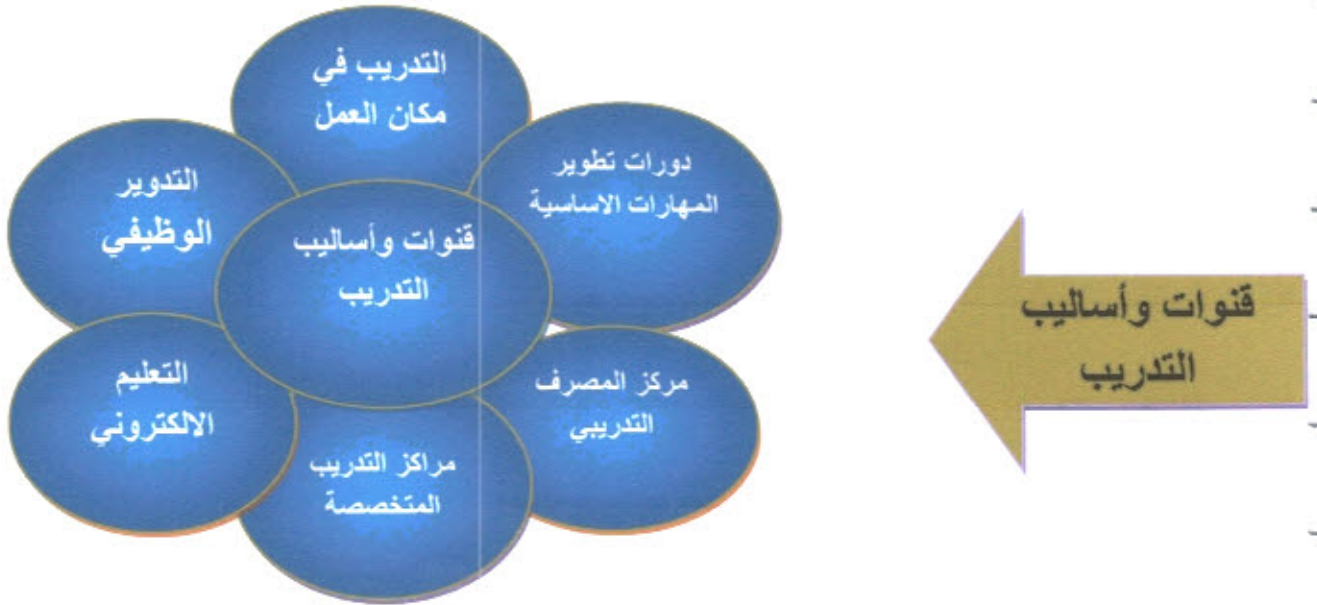 قنوات وأساليب
التدريب
التدريب في
مكان العمل
دورات تطوير
المهارات الاساسية
مركز المصرف
التدريبي
مراكز التدريب
المتخصصة
التعليم
الالكتروني
التدوير
الوظيفي
قنوات وأساليب
التدريب